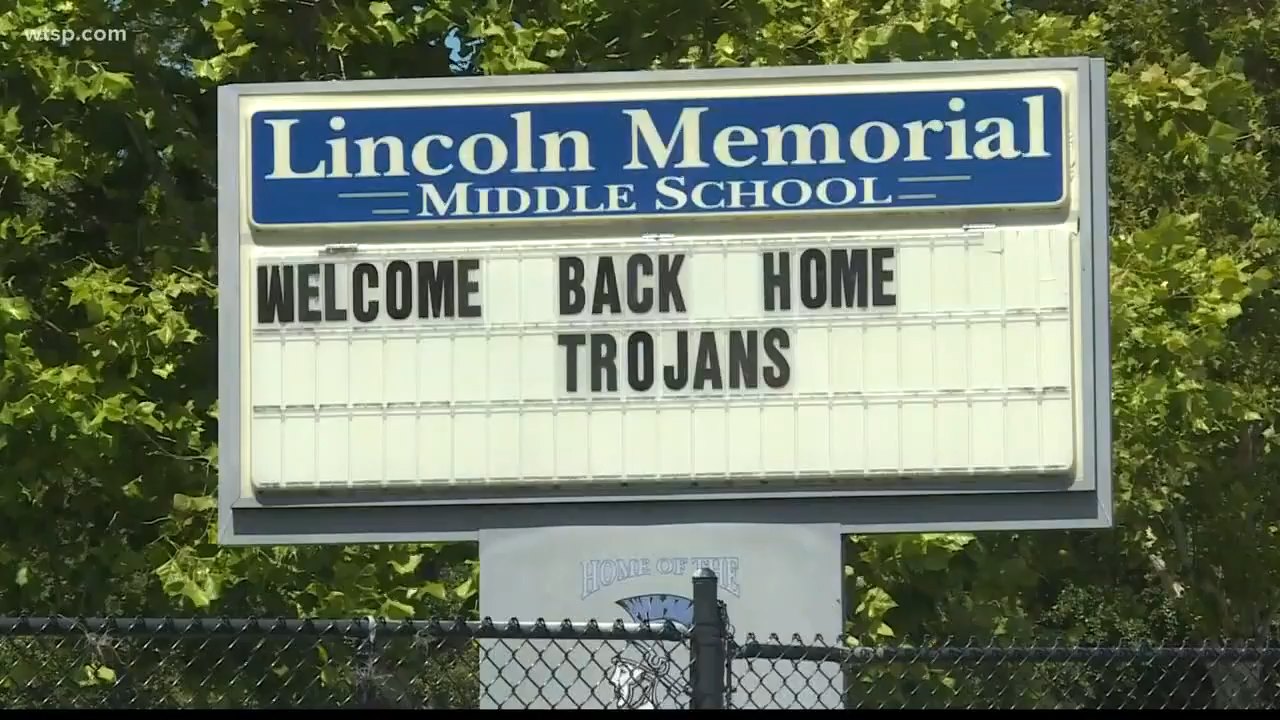 wtsp.com
Lincoln Memorial
MIDDLE SCHOOL
WELCOME BACK HOME
TROJANS
HOME OF THE